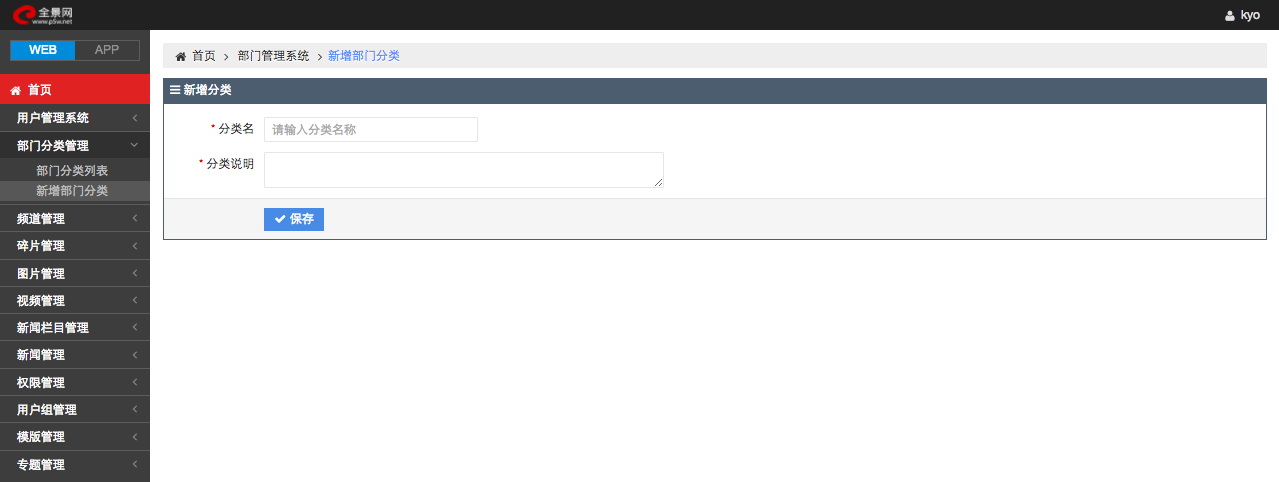 全景网
www.p5w.net
kyo
WEB APP
首页
用户管理系统
部门分类管理
部门分类列表
新增部门分类
频道管理
碎片管理
图片管理
视频管理
新闻栏目管理
新闻管理
权限管理
用户组管理
模版管理
专题管理
首页 > 部门管理系统 > 新增部门分类
新增分类
* 分类名 请输入分类名称
* 分类说明
保存